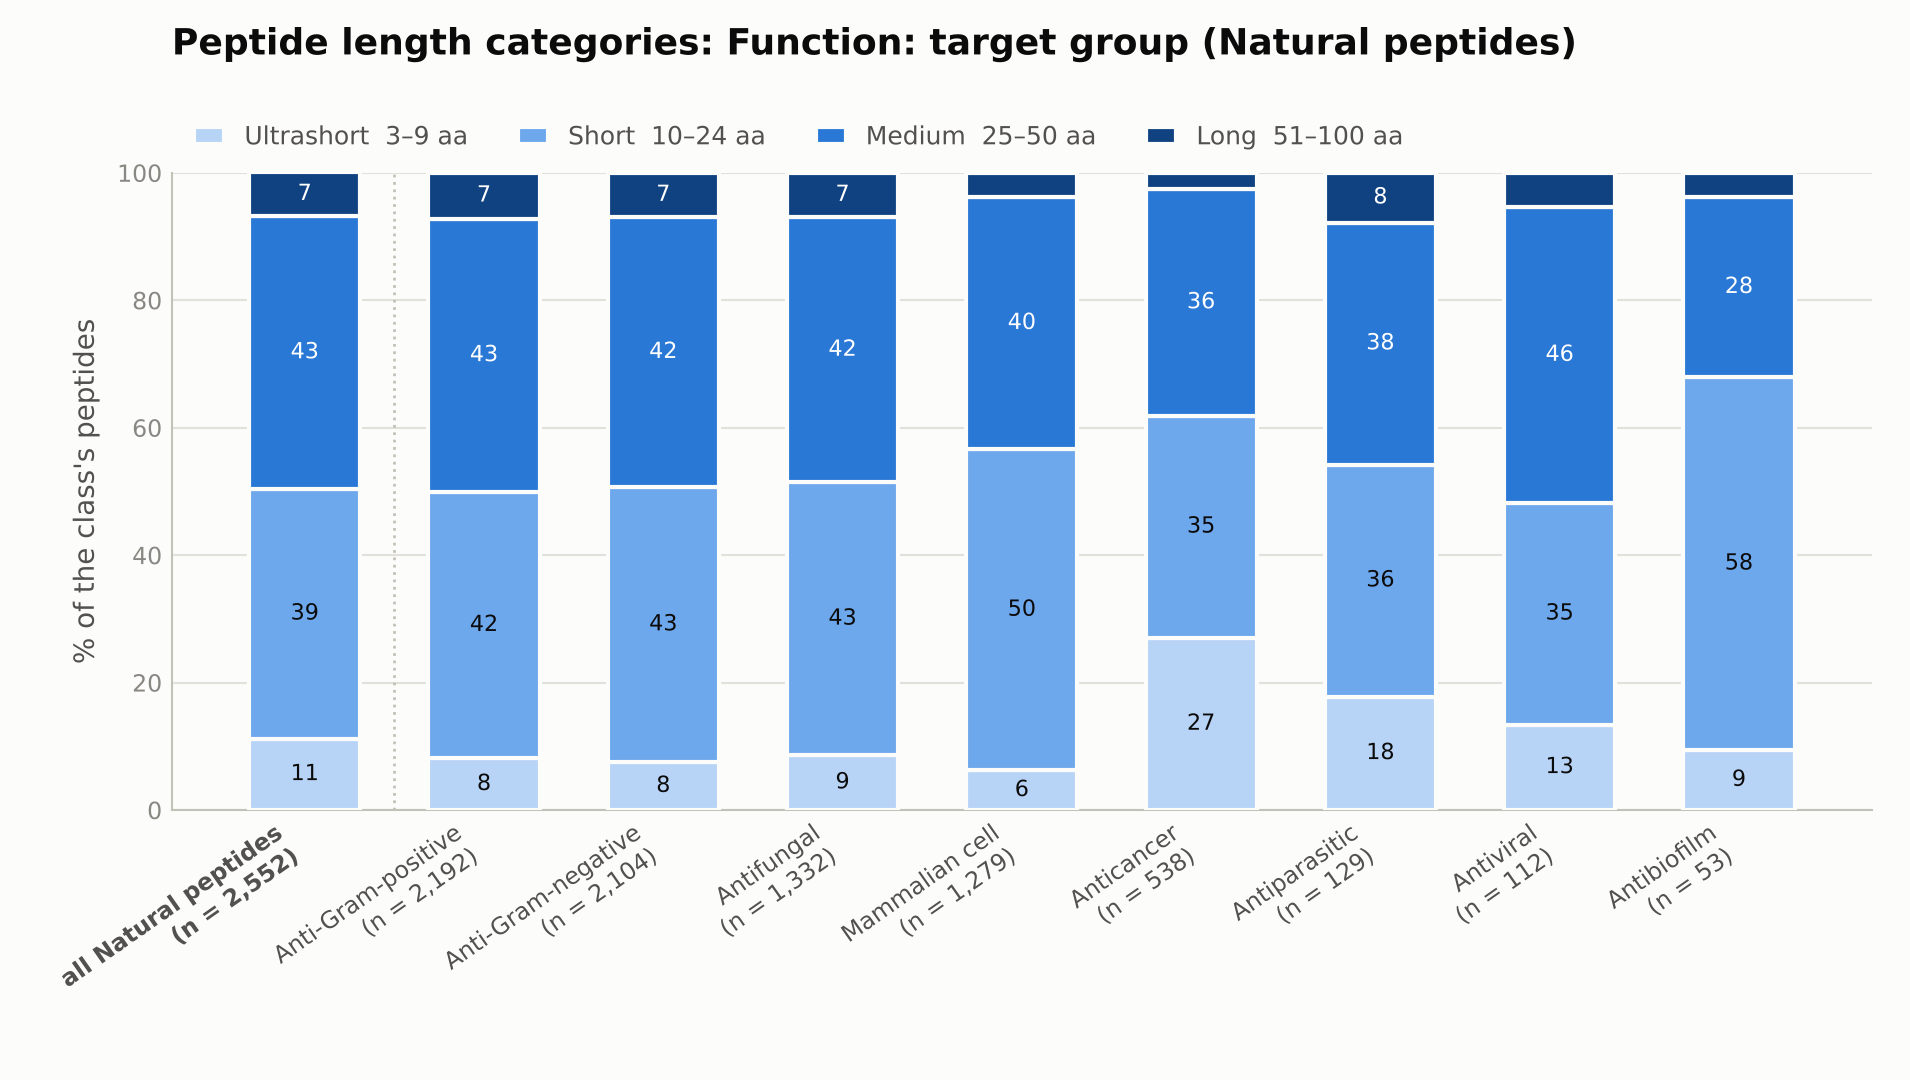 Peptide length categories: Function: target group (Natural peptides)
Ultrashort  3–9 aa
Short  10–24 aa
Medium  25–50 aa
Long  51–100 aa
% of the class's peptides
100
80
60
40
20
0
7
43
39
11
7
43
42
8
7
42
43
8
7
42
43
9
40
50
6
36
35
27
8
38
36
18
46
35
13
28
58
9
all Natural peptides
(n = 2,552)
Anti-Gram-positive
(n = 2,192)
Anti-Gram-negative
(n = 2,104)
Antifungal
(n = 1,332)
Mammalian cell
(n = 1,279)
Anticancer
(n = 538)
Antiparasitic
(n = 129)
Antiviral
(n = 112)
Antibiofilm
(n = 53)